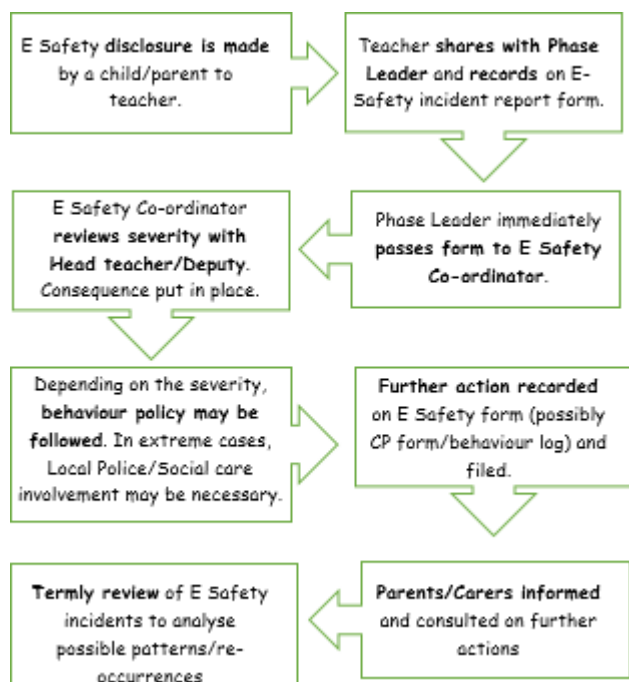 E Safety disclosure is made
by a child/parent to
teacher.
Teacher shares with Phase
Leader and records on E-
Safety incident report form.
Phase Leader immediately
passes form to E Safety
Co-ordinator.
E Safety Co-ordinator
reviews severity with
Head teacher/Deputy.
Consequence put in place.
Depending on the severity,
behaviour policy may be
followed. In extreme cases,
Local Police/Social care
involvement may be necessary.
Further action recorded
on E Safety form (possibly
CP form/behaviour log) and
filed.
Parents/Carers informed
and consulted on further
actions
Termly review of E Safety
incidents to analyse
possible patterns/re-
occurrences